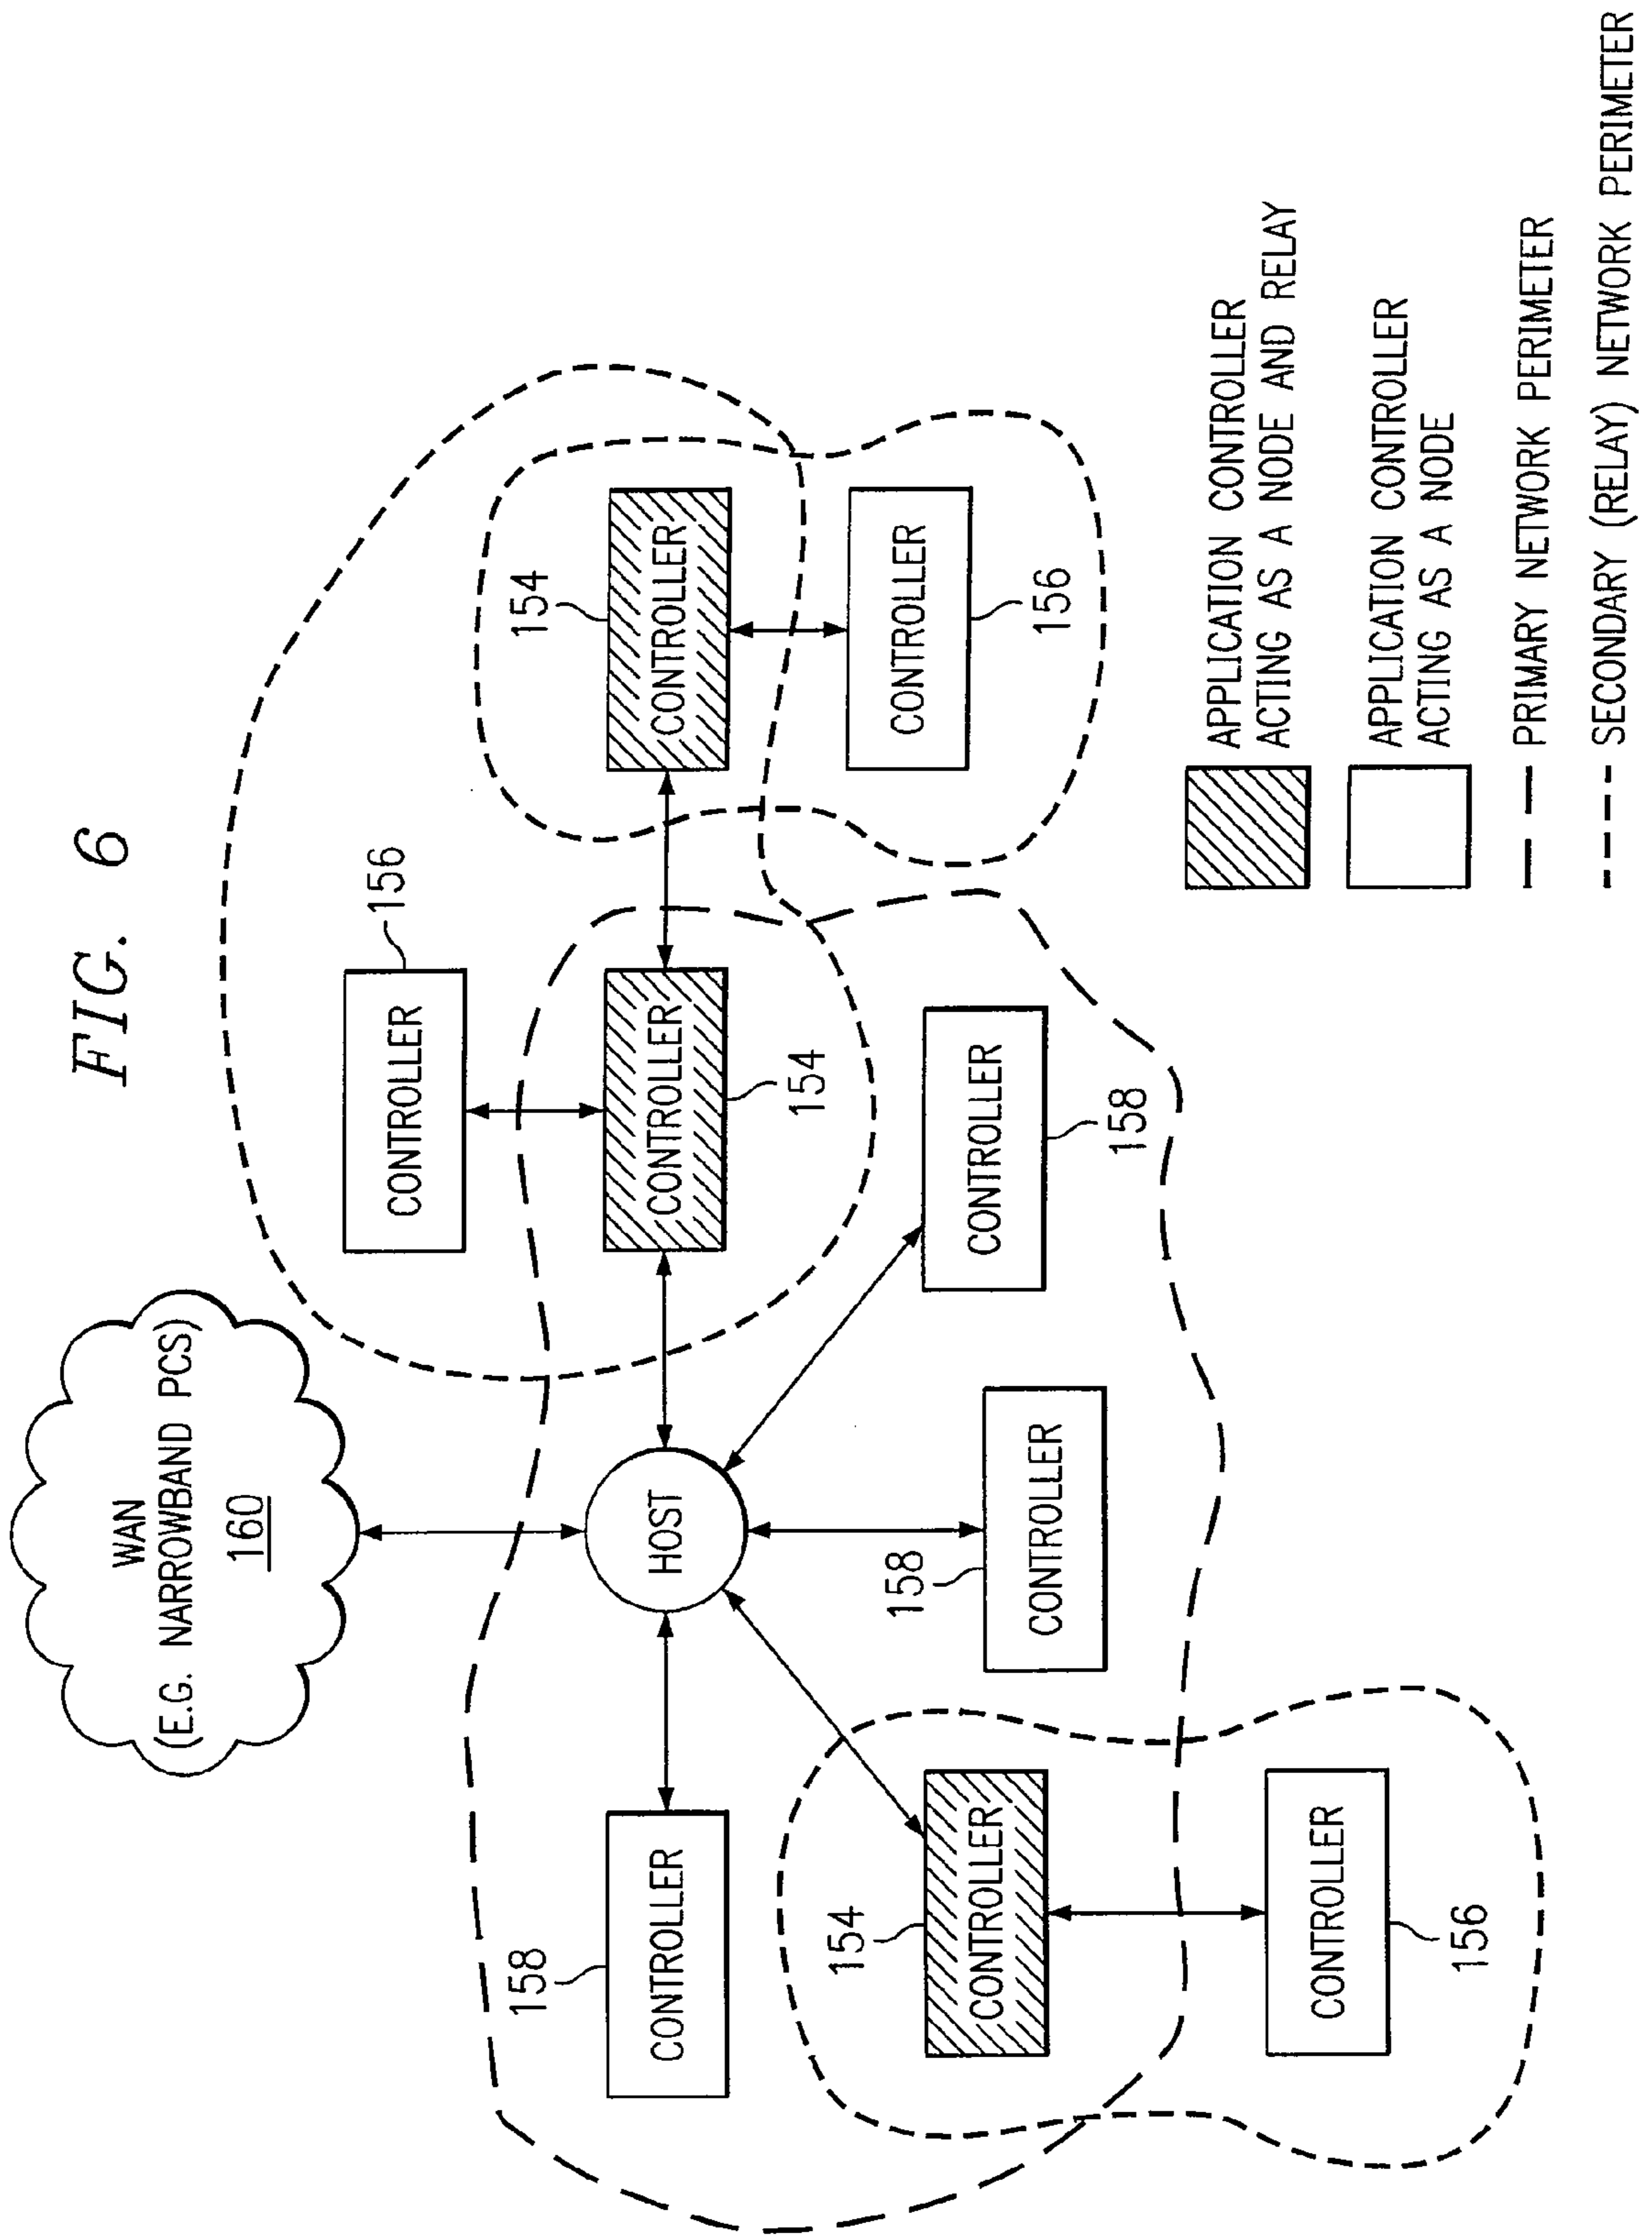 FIG. 6
WAN
(E.G. NARROWBAND PCS)
160
CONTROLLER
156
154
CONTROLLER
158
CONTROLLER
HOST
CONTROLLER
154
CONTROLLER
156
154
CONTROLLER
158
CONTROLLER
158
CONTROLLER
CONTROLLER
158
CONTROLLER
156
APPLICATION CONTROLLER
ACTING AS A NODE AND RELAY
APPLICATION CONTROLLER
ACTING AS A NODE
PRIMARY NETWORK PERIMETER
SECONDARY (RELAY) NETWORK PERIMETER